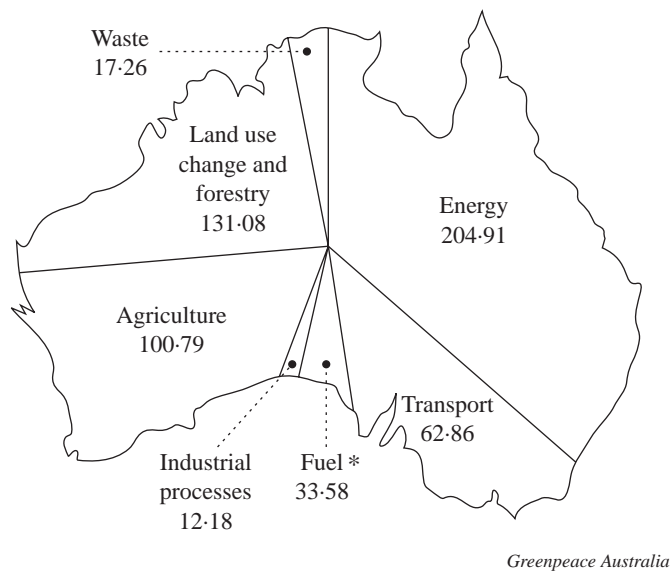 Waste
17·26
Land use
change and
forestry
131·08
Energy
204·91
Agriculture
100·79
Transport
62·86
Industrial
processes
12·18
Fuel *
33·58
Greenpeace Australia